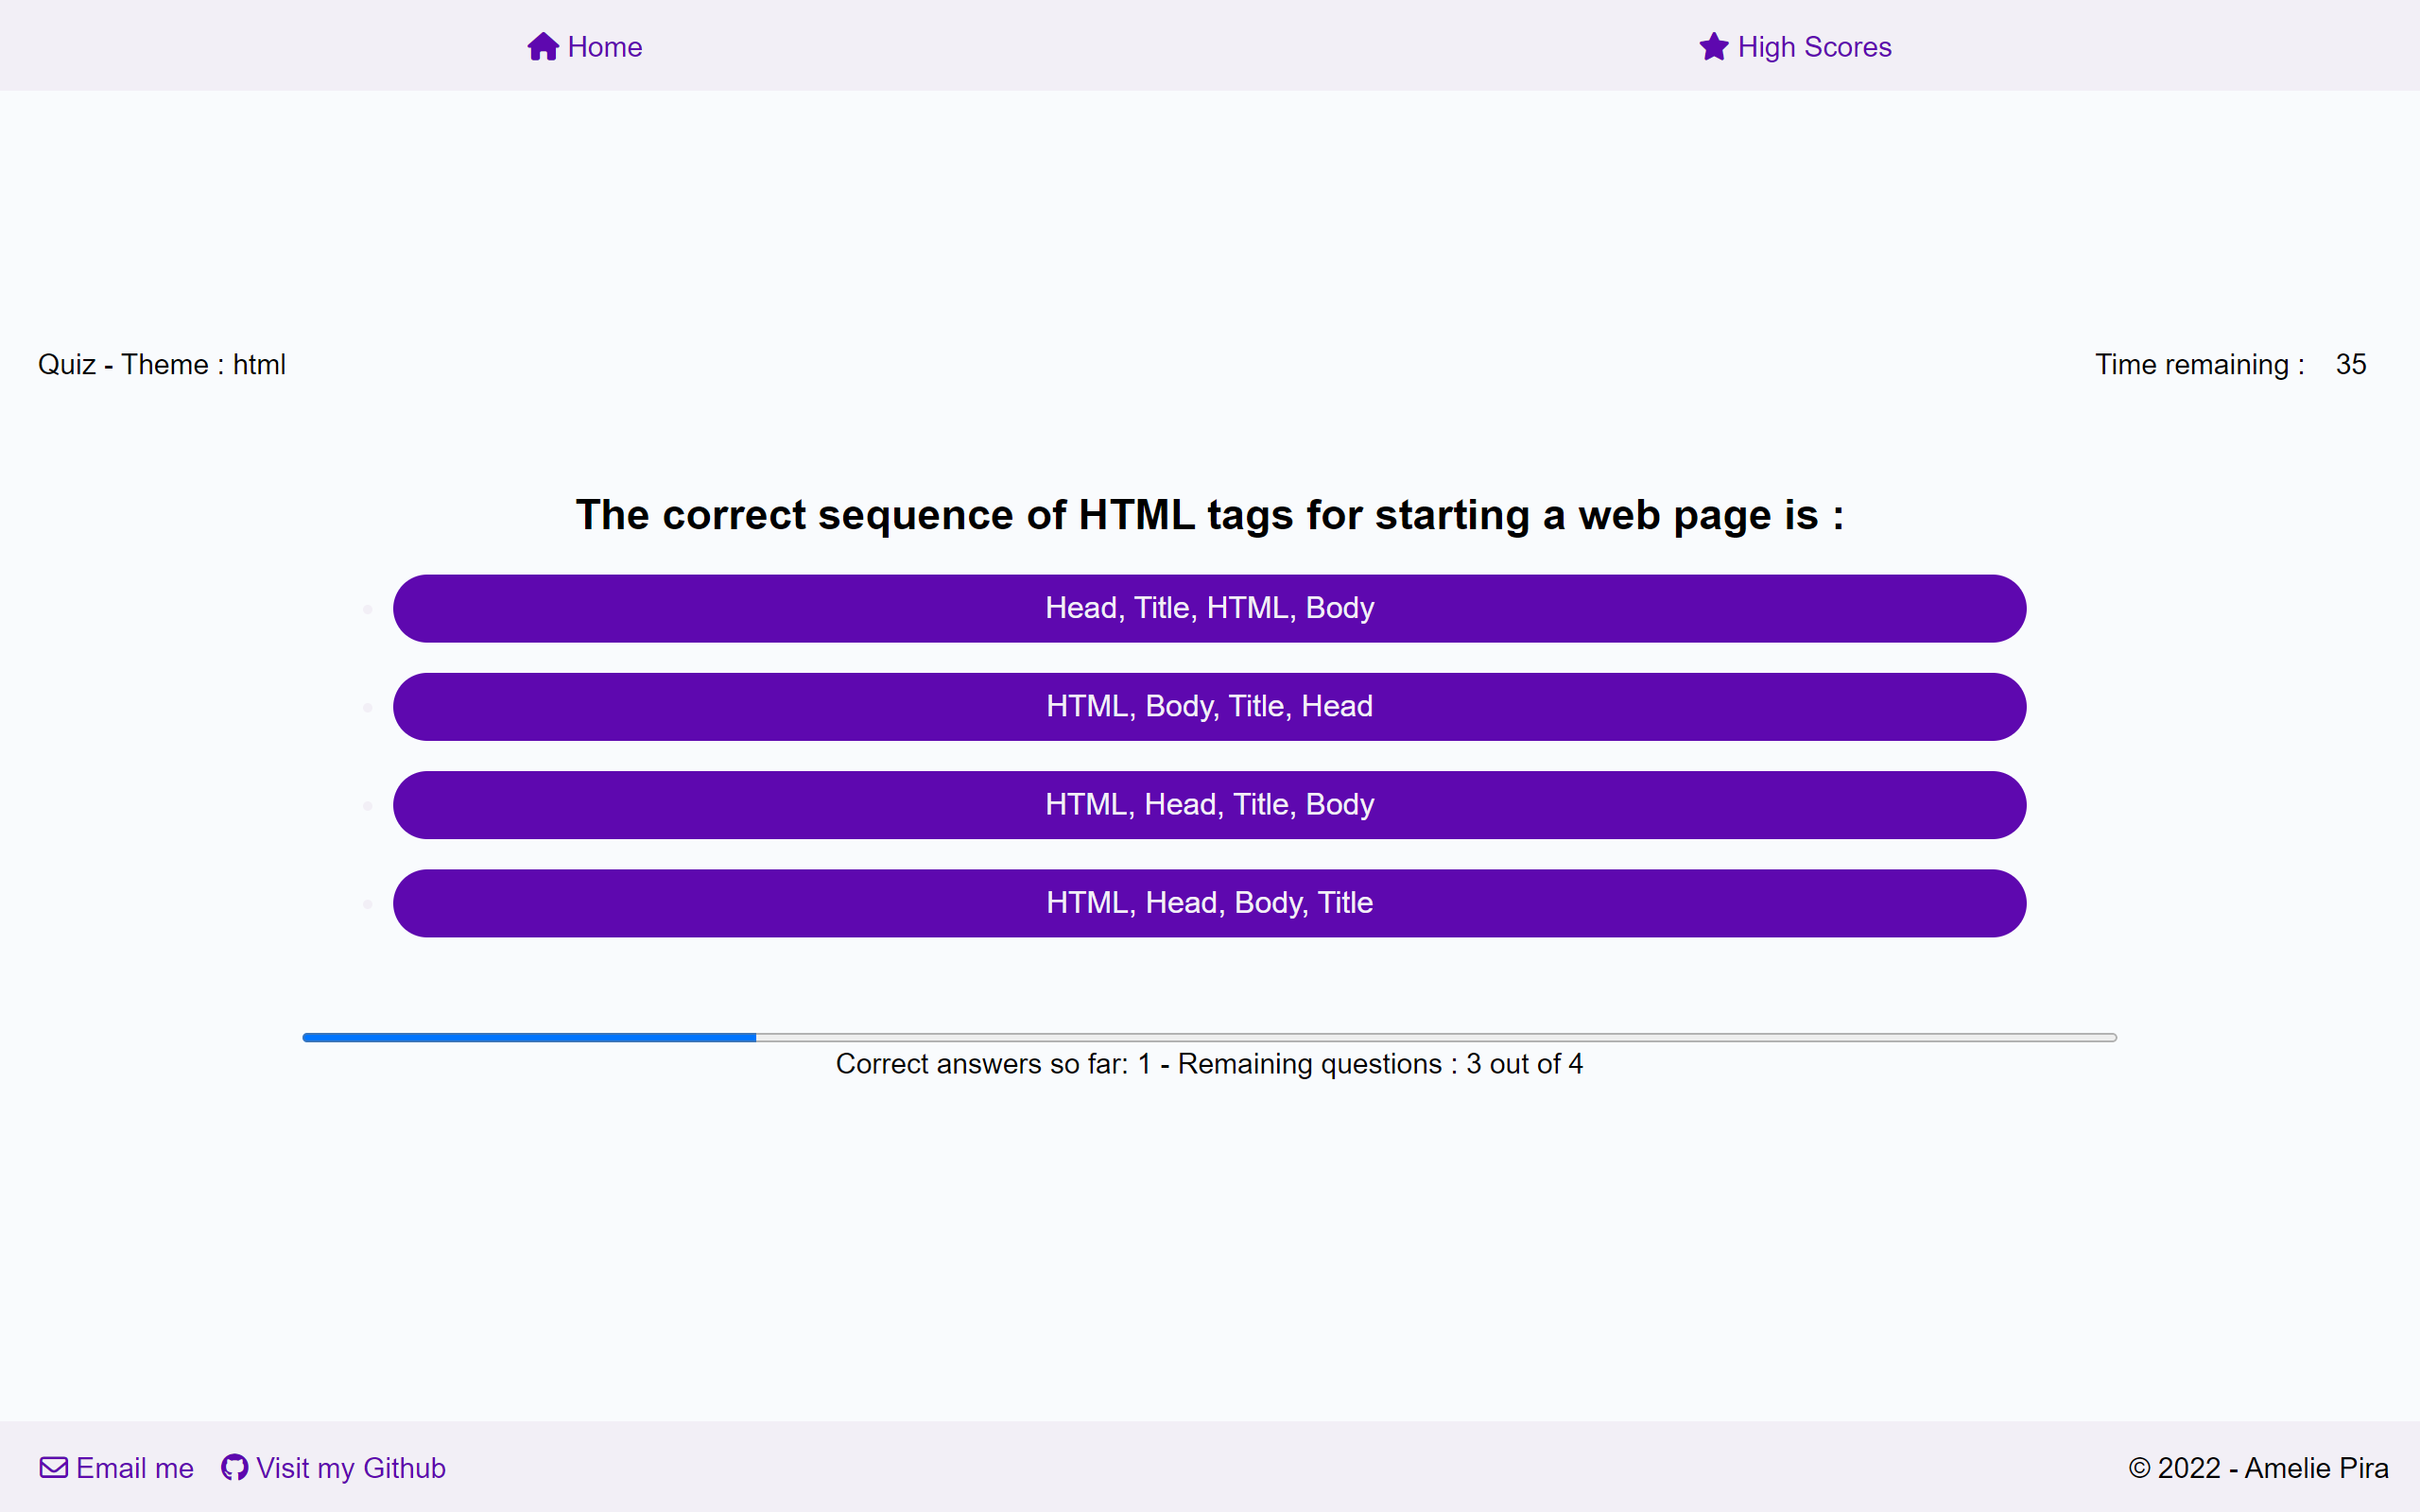 Home
High Scores
Quiz - Theme : html
Time remaining : 35
The correct sequence of HTML tags for starting a web page is :
Head, Title, HTML, Body
HTML, Body, Title, Head
HTML, Head, Title, Body
HTML, Head, Body, Title
Correct answers so far: 1 - Remaining questions : 3 out of 4
Email me
Visit my Github
© 2022 - Amelie Pira